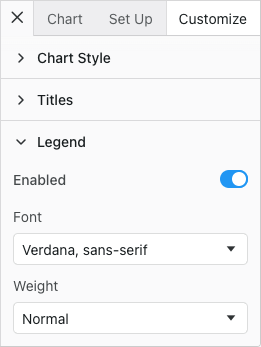 Chart Set Up Customize
Chart Style
Titles
Legend
Enabled
Font
Verdana, sans-serif
Weight
Normal